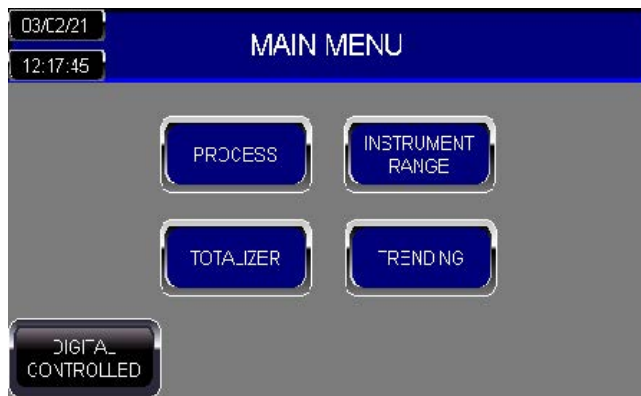 03/02/21
MAIN MENU
12:17:45
PROCESS
INSTRUMENT
RANGE
TOTALIZER
TRENDING
DIGITAL
CONTROLLED